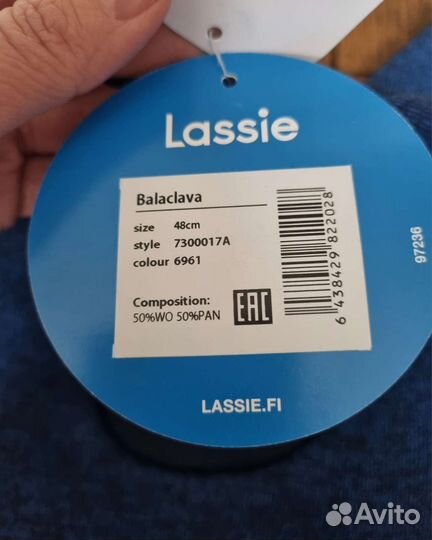 Lassie
Balaclava
size 48cm
style 7300017A
colour 6961
Composition:
50%WO 50%PAN
EAC
6 438429 822028
97236
LASSIE.FI
Avito